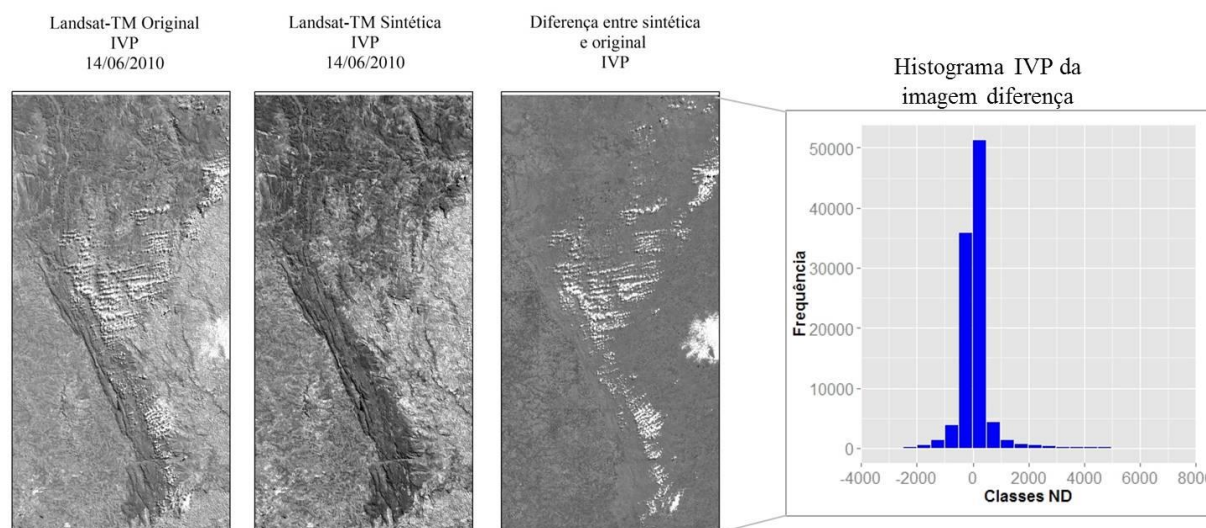 Landsat-TM Original
IVP
14/06/2010
Landsat-TM Sintética
IVP
14/06/2010
Diferença entre sintética
e original
IVP
Histograma IVP da
imagem diferença
Frequência
50000
40000
30000
20000
10000
0
-4000 -2000 0 2000 4000 6000 8000
Classes ND